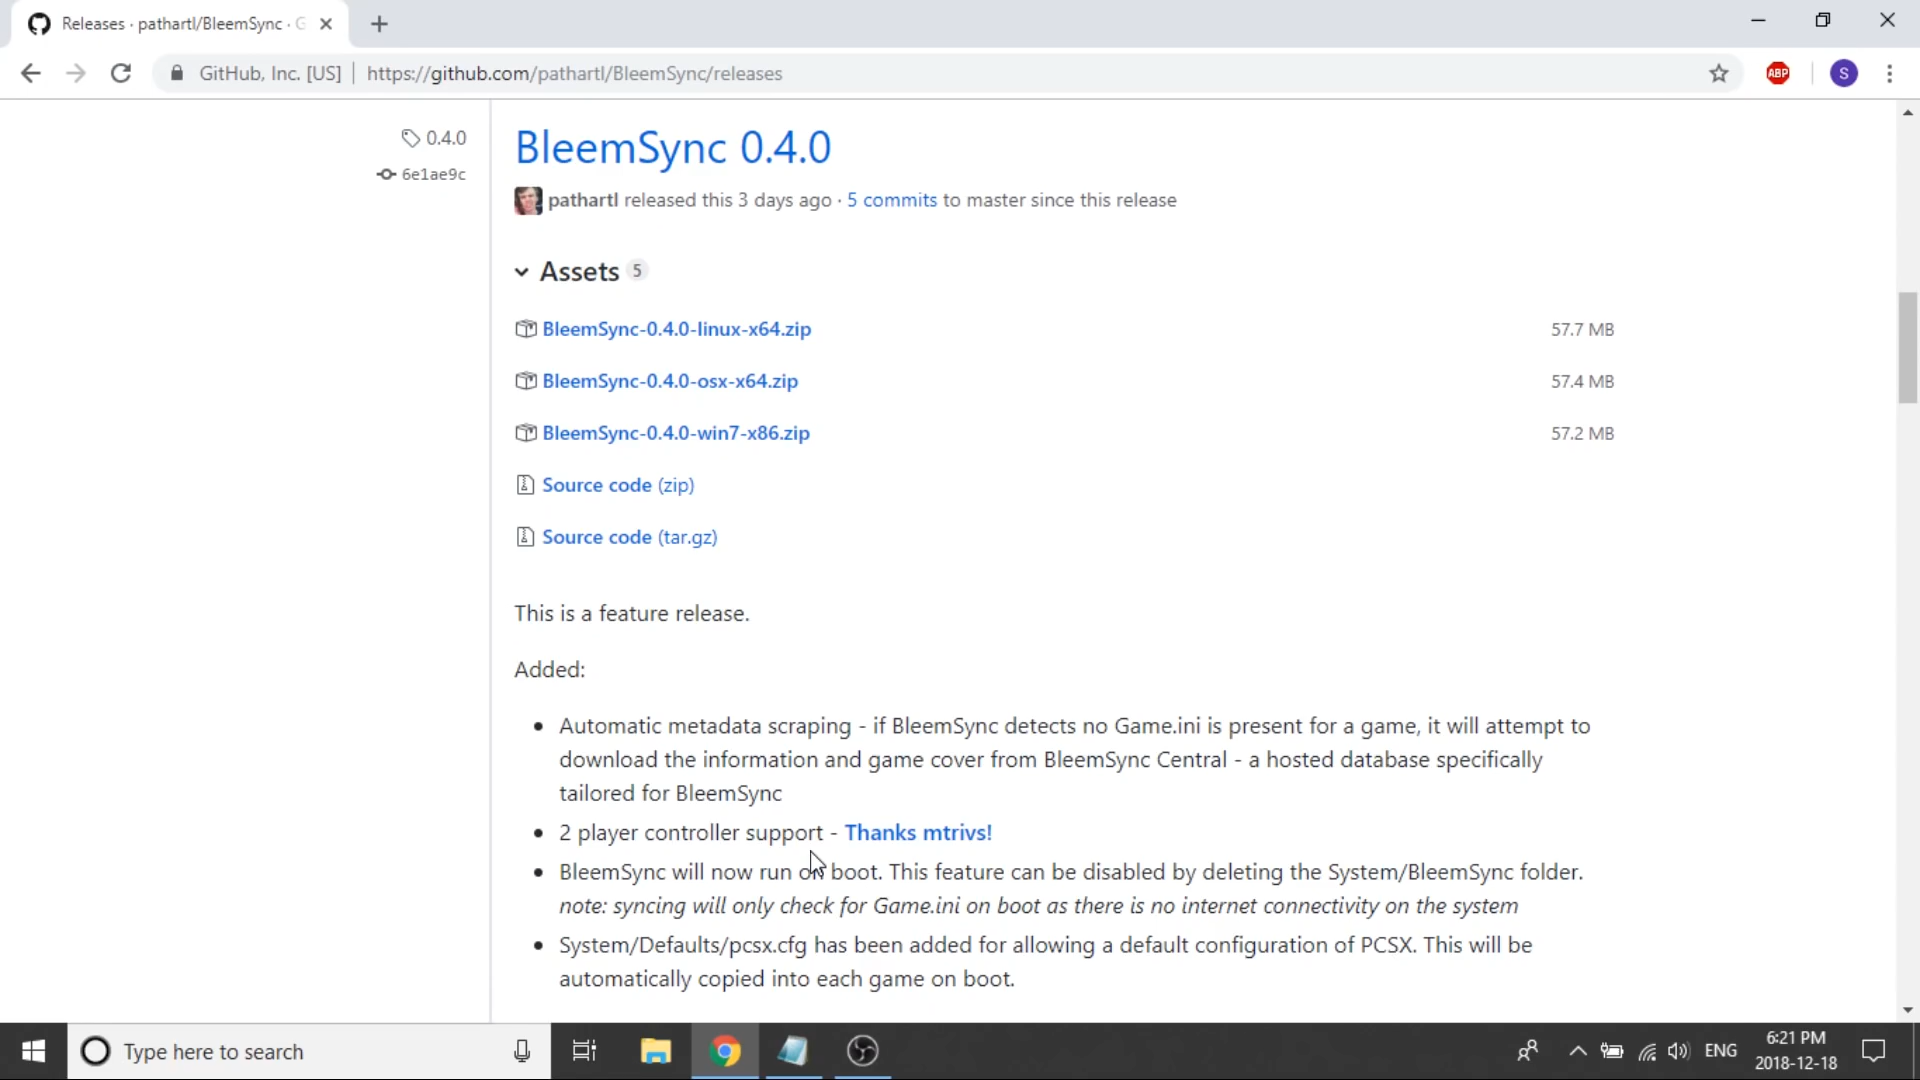 Releases · pathartl/BleemSync · G
GitHub, Inc. [US] | https://github.com/pathartl/BleemSync/releases
ABP
S
0.4.0
6e1ae9c
BleemSync 0.4.0
pathartl released this 3 days ago · 5 commits to master since this release
Assets 5
BleemSync-0.4.0-linux-x64.zip 57.7 MB
BleemSync-0.4.0-osx-x64.zip 57.4 MB
BleemSync-0.4.0-win7-x86.zip 57.2 MB
Source code (zip)
Source code (tar.gz)
This is a feature release.
Added:
• Automatic metadata scraping - if BleemSync detects no Game.ini is present for a game, it will attempt to
download the information and game cover from BleemSync Central - a hosted database specifically
tailored for BleemSync
• 2 player controller support - Thanks mtrivs!
• BleemSync will now run on boot. This feature can be disabled by deleting the System/BleemSync folder.
note: syncing will only check for Game.ini on boot as there is no internet connectivity on the system
• System/Defaults/pcsx.cfg has been added for allowing a default configuration of PCSX. This will be
automatically copied into each game on boot.
Type here to search
ENG
6:21 PM
2018-12-18